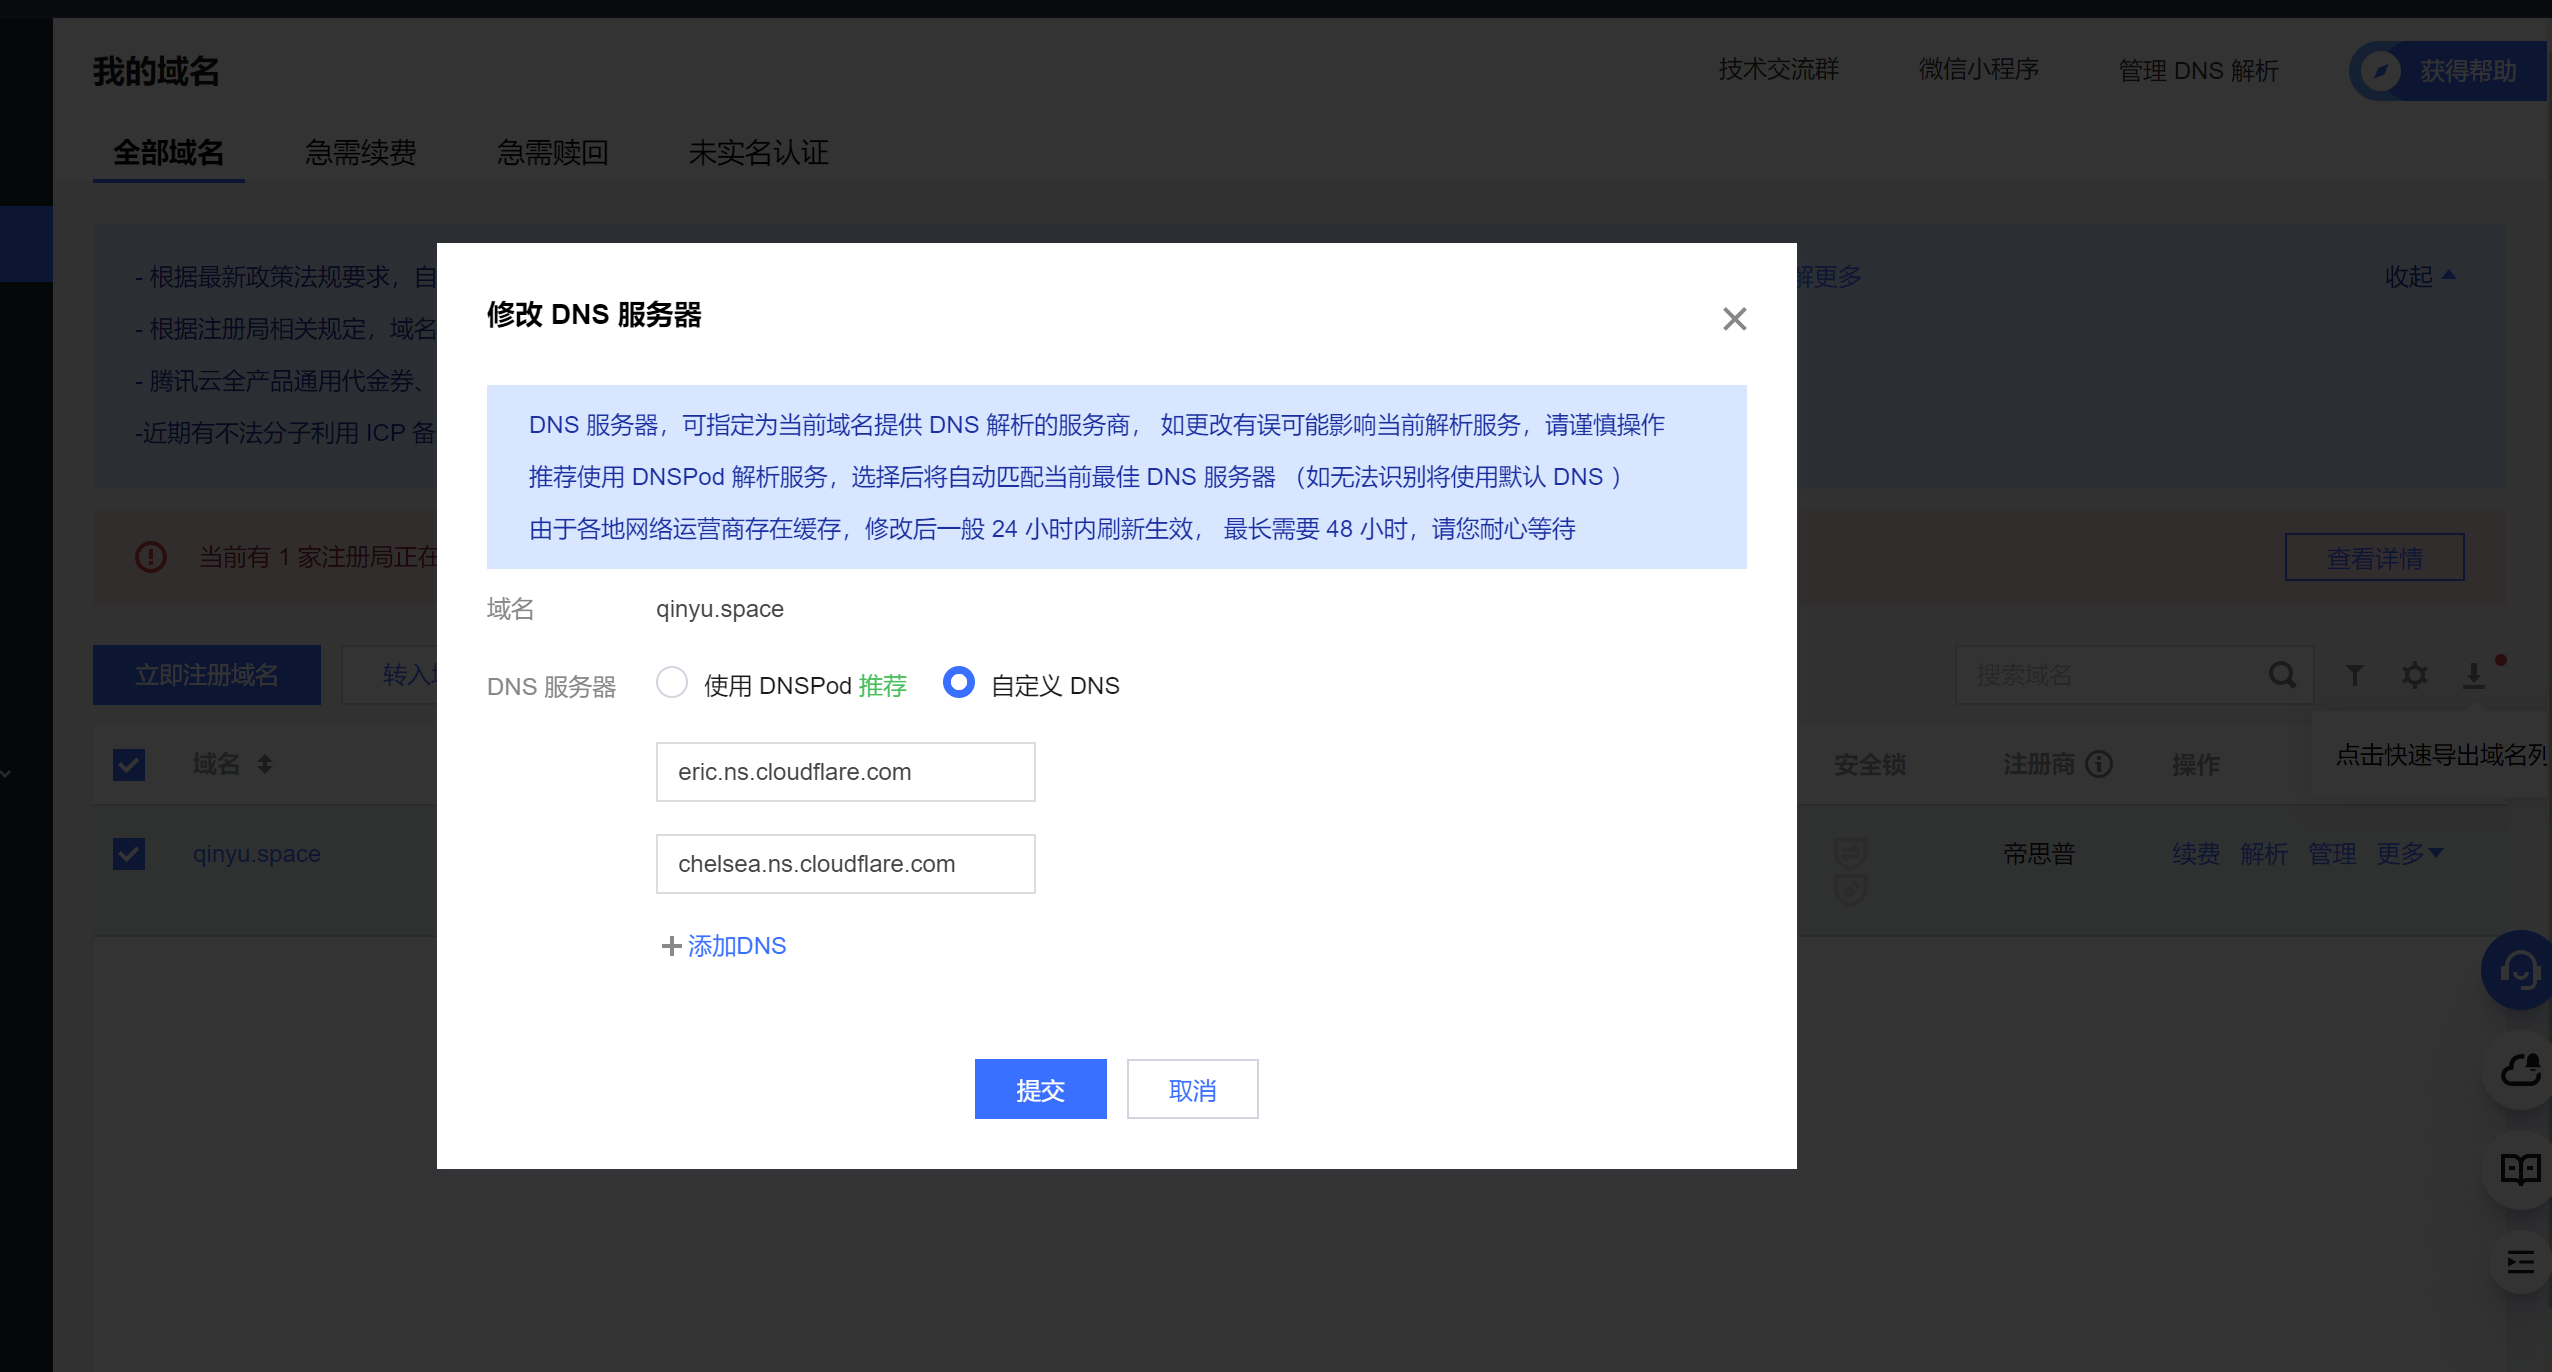 我的域名
技术交流群
微信小程序
管理 DNS 解析
获得帮助
全部域名
急需续费
急需赎回
未实名认证
- 根据最新政策法规要求，自
解更多
收起
- 根据注册局相关规定，域名
- 腾讯云全产品通用代金券、
-近期有不法分子利用 ICP 备
当前有 1 家注册局正在
查看详情
立即注册域名
转入
搜索域名
域名
安全锁
注册商
操作
点击快速导出域名列
qinyu.space
帝思普
续费
解析
管理
更多
修改 DNS 服务器
DNS 服务器，可指定为当前域名提供 DNS 解析的服务商， 如更改有误可能影响当前解析服务，请谨慎操作
推荐使用 DNSPod 解析服务，选择后将自动匹配当前最佳 DNS 服务器 （如无法识别将使用默认 DNS ）
由于各地网络运营商存在缓存，修改后一般 24 小时内刷新生效， 最长需要 48 小时，请您耐心等待
域名
qinyu.space
DNS 服务器
使用 DNSPod 推荐
自定义 DNS
eric.ns.cloudflare.com
chelsea.ns.cloudflare.com
添加DNS
提交
取消